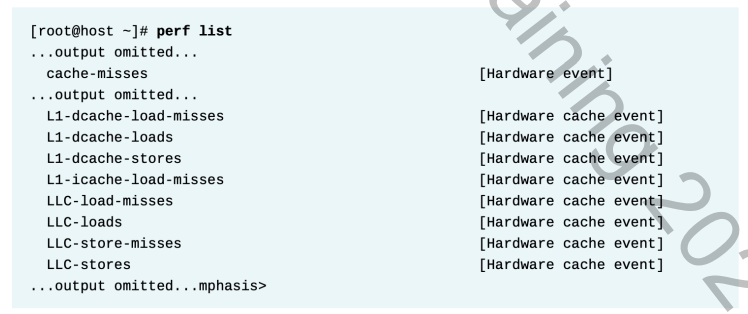 [root@host ~]# perf list
...output omitted...
  cache-misses                                       [Hardware event]
...output omitted...
  L1-dcache-load-misses                              [Hardware cache event]
  L1-dcache-loads                                    [Hardware cache event]
  L1-dcache-stores                                   [Hardware cache event]
  L1-icache-load-misses                              [Hardware cache event]
  LLC-load-misses                                    [Hardware cache event]
  LLC-loads                                          [Hardware cache event]
  LLC-store-misses                                   [Hardware cache event]
  LLC-stores                                         [Hardware cache event]
...output omitted...mphasis>